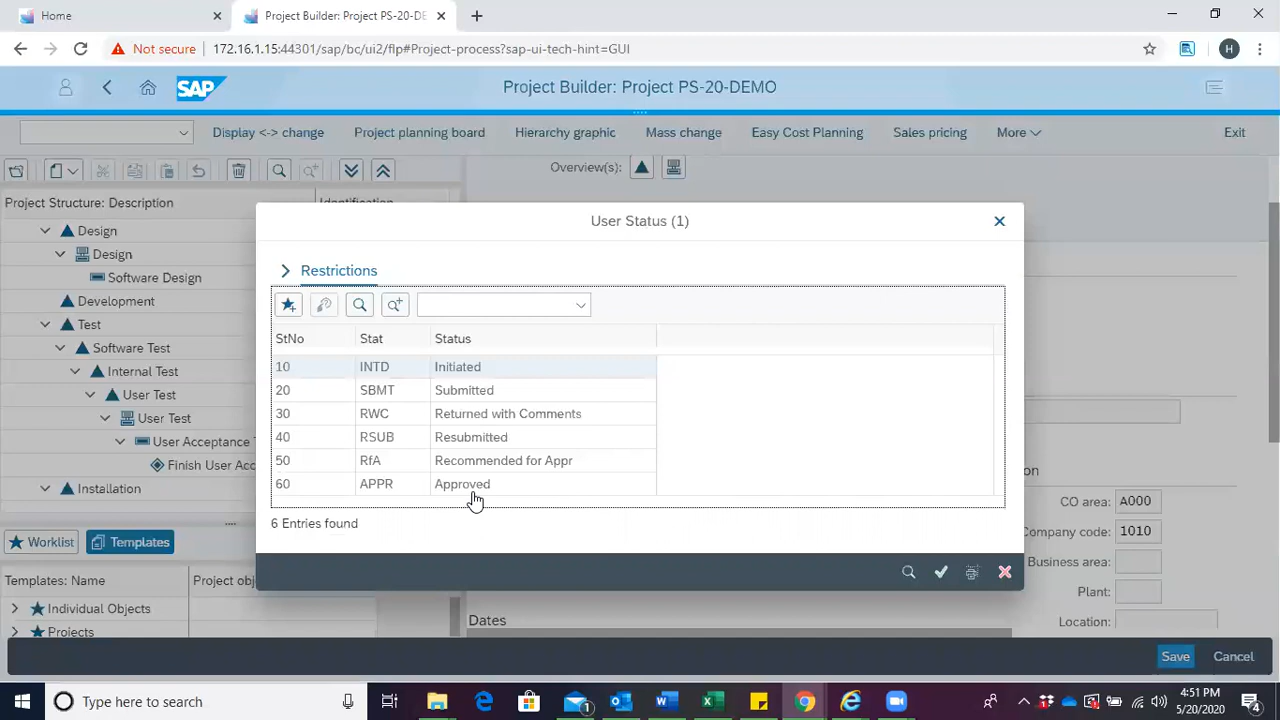 Home
Project Builder: Project PS-20-DE
Not secure 172.16.1.15:44301/sap/bc/ui2/flp#Project-process?sap-ui-tech-hint=GUI
H
SAP
Project Builder: Project PS-20-DEMO
Display <-> change
Project planning board
Hierarchy graphic
Mass change
Easy Cost Planning
Sales pricing
More
Exit
Overview(s):
Project Structure: Description
Identification
Design
Design
Software Design
Development
Test
Software Test
Internal Test
User Test
User Test
User Acceptance
Finish User Acc
Installation
Worklist
Templates
Templates: Name
Project obj
Individual Objects
Projects
User Status (1)
Restrictions
StNo Stat Status
10 INTD Initiated
20 SBMT Submitted
30 RWC Returned with Comments
40 RSUB Resubmitted
50 RfA Recommended for Appr
60 APPR Approved
6 Entries found
CO area: A000
Company code: 1010
Business area:
Plant:
Location:
Dates
Save
Cancel
Type here to search
1
4:51 PM
5/20/2020
4